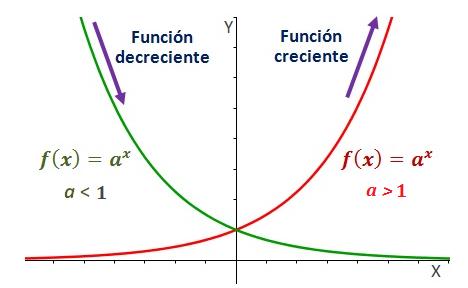 Y
Función
decreciente
Función
creciente
f(x) = aˣ
a < 1
f(x) = aˣ
a > 1
X